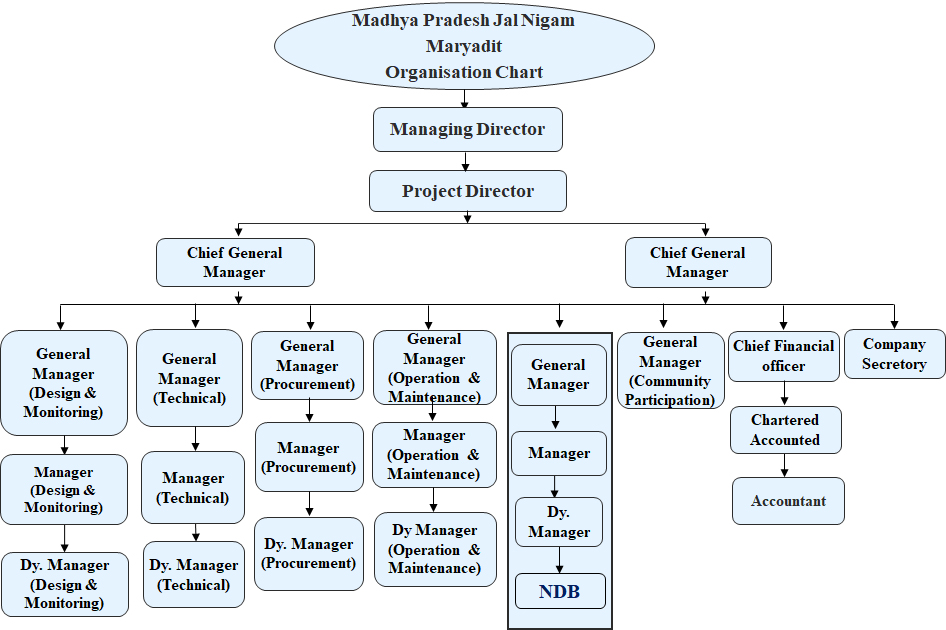 Madhya Pradesh Jal Nigam
Maryadit
Organisation Chart
Managing Director
Project Director
Chief General
Manager
Chief General
Manager
General
Manager
(Design &
Monitoring)
Manager
(Design &
Monitoring)
Dy. Manager
(Design &
Monitoring)
General
Manager
(Technical)
Manager
(Technical)
Dy. Manager
(Technical)
General
Manager
(Procurement)
Manager
(Procurement)
Dy. Manager
(Procurement)
General
Manager
(Operation &
Maintenance)
Manager
(Operation &
Maintenance)
Dy Manager
(Operation &
Maintenance)
General
Manager
Manager
Dy.
Manager
NDB
General
Manager
(Community
Participation)
Chief Financial
officer
Chartered
Accounted
Accountant
Company
Secretory